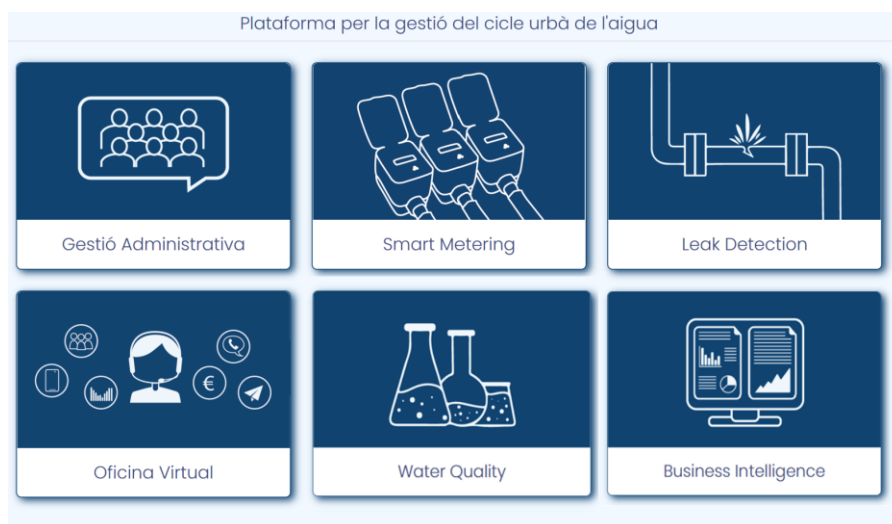 Plataforma per la gestió del cicle urbà de l'aigua
Gestió Administrativa
Smart Metering
Leak Detection
€
Oficina Virtual
Water Quality
Business Intelligence